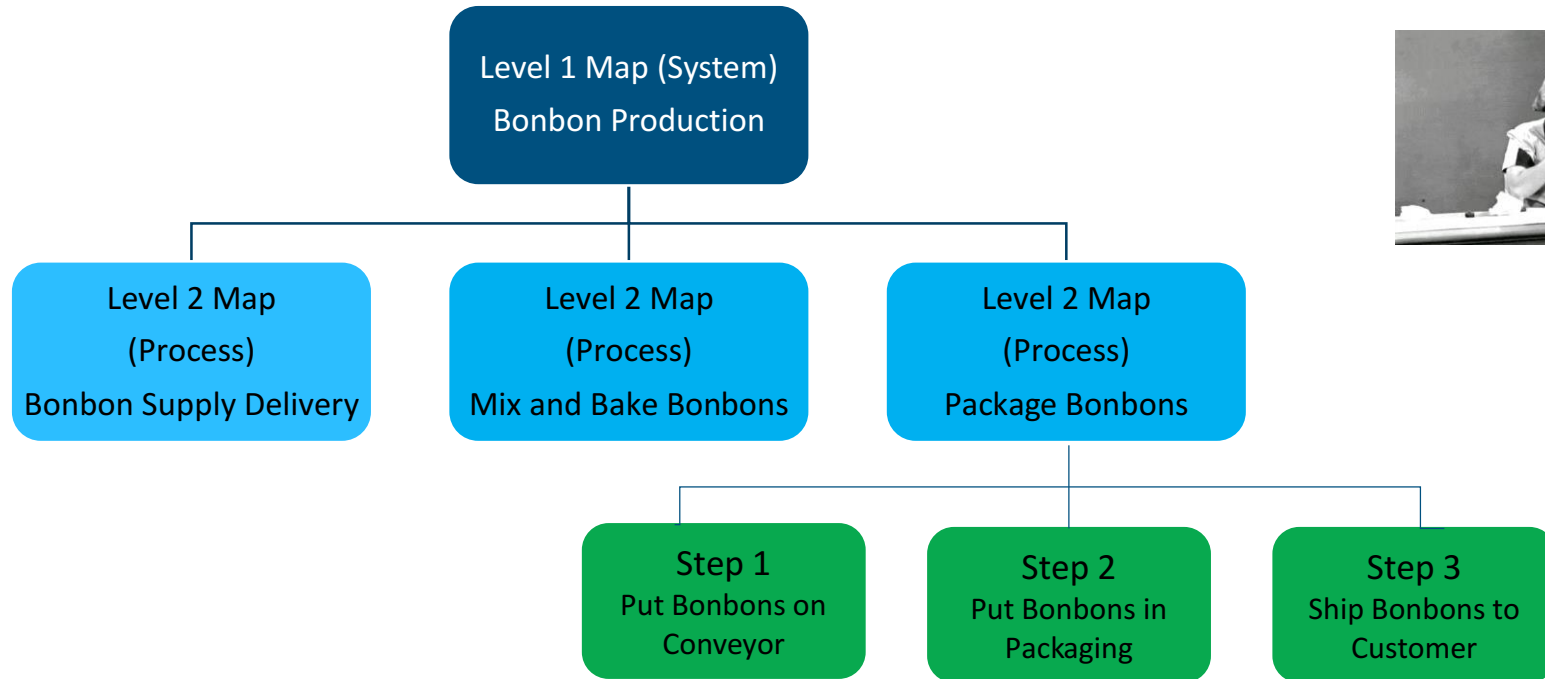 Level 1 Map (System)
Bonbon Production
Level 2 Map
(Process)
Bonbon Supply Delivery
Level 2 Map
(Process)
Mix and Bake Bonbons
Level 2 Map
(Process)
Package Bonbons
Step 1
Put Bonbons on
Conveyor
Step 2
Put Bonbons in
Packaging
Step 3
Ship Bonbons to
Customer